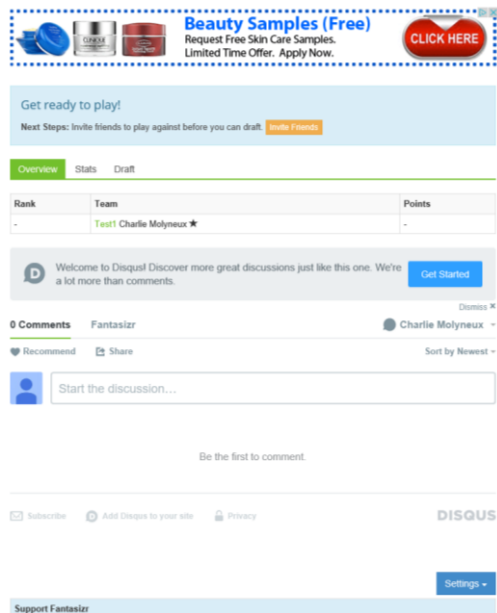 Beauty Samples (Free)
Request Free Skin Care Samples.
Limited Time Offer. Apply Now.
CLICK HERE
CLINIQUE
Get ready to play!
Next Steps: Invite friends to play against before you can draft. Invite Friends
Overview Stats Draft
Rank Team Points
- Test1 Charlie Molyneux ★ -
Welcome to Disqus! Discover more great discussions just like this one. We're
a lot more than comments.
Get Started
Dismiss ×
0 Comments Fantasizr Charlie Molyneux
Recommend Share Sort by Newest
Start the discussion...
Be the first to comment.
Subscribe Add Disqus to your site Privacy DISQUS
Settings
Support Fantasizr